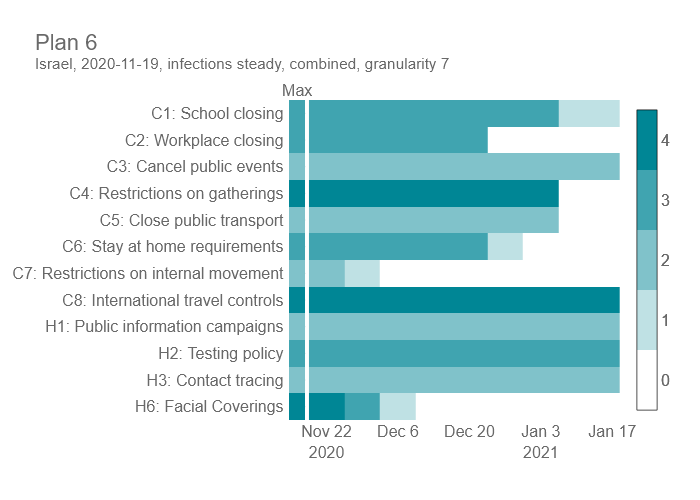 Plan 6
Israel, 2020-11-19, infections steady, combined, granularity 7
Max
C1: School closing
C2: Workplace closing
C3: Cancel public events
C4: Restrictions on gatherings
C5: Close public transport
C6: Stay at home requirements
C7: Restrictions on internal movement
C8: International travel controls
H1: Public information campaigns
H2: Testing policy
H3: Contact tracing
H6: Facial Coverings
4
3
2
1
0
Nov 22 Dec 6 Dec 20 Jan 3 Jan 17
2020 2021